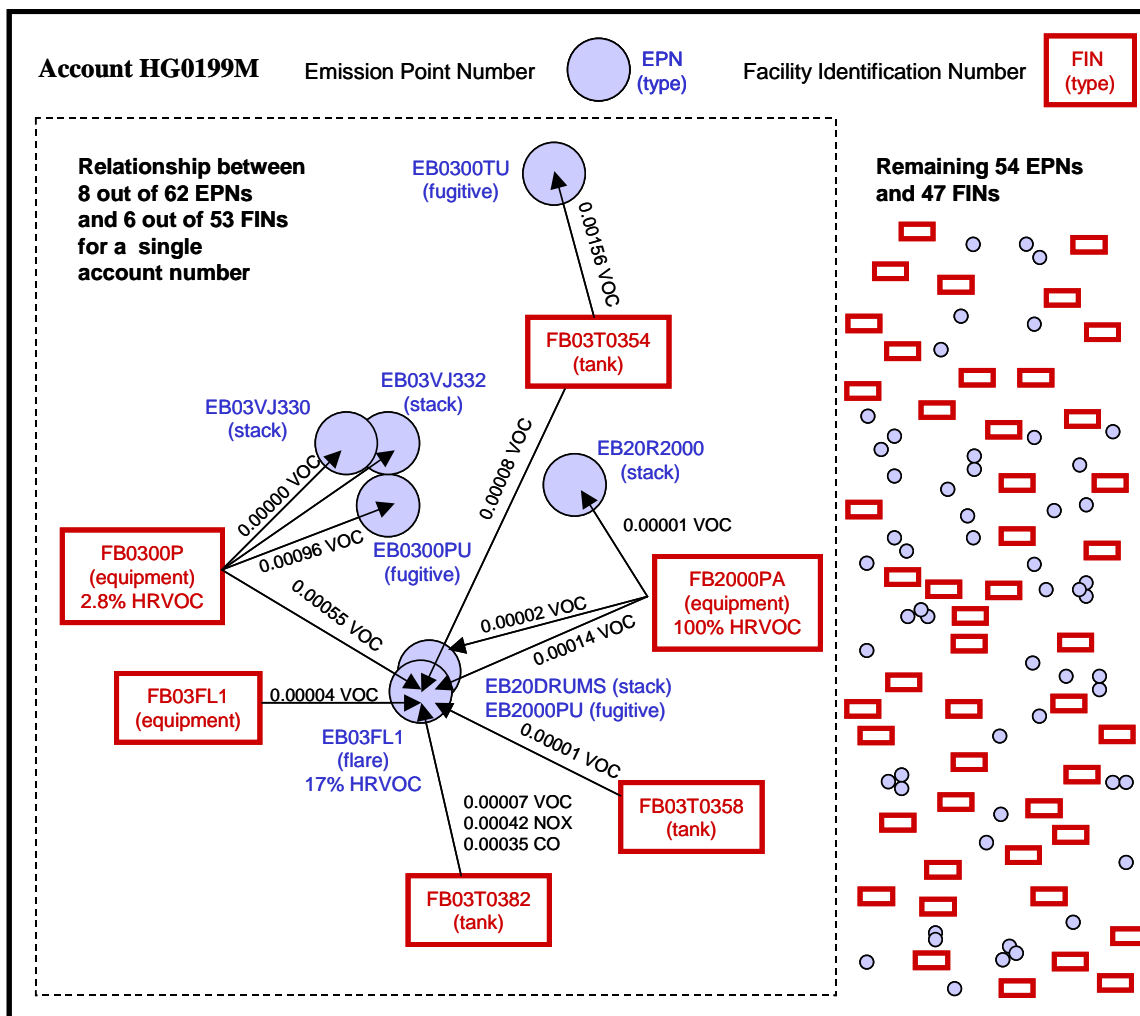 Account HG0199M
Emission Point Number
EPN
(type)
Facility Identification Number
FIN
(type)
Relationship between
8 out of 62 EPNs
and 6 out of 53 FINs
for a single
account number
Remaining 54 EPNs
and 47 FINs
EB0300TU
(fugitive)
0.00156 VOC
FB03T0354
(tank)
EB03VJ332
(stack)
EB03VJ330
(stack)
0.00008 VOC
EB20R2000
(stack)
0.00000 VOC
0.00001 VOC
0.00096 VOC
EB0300PU
(fugitive)
FB0300P
(equipment)
2.8% HRVOC
FB2000PA
(equipment)
100% HRVOC
0.00055 VOC
0.00002 VOC
0.00014 VOC
FB03FL1
(equipment)
0.00004 VOC
EB20DRUMS (stack)
EB2000PU (fugitive)
EB03FL1
(flare)
17% HRVOC
0.00001 VOC
FB03T0358
(tank)
0.00007 VOC
0.00042 NOX
0.00035 CO
FB03T0382
(tank)